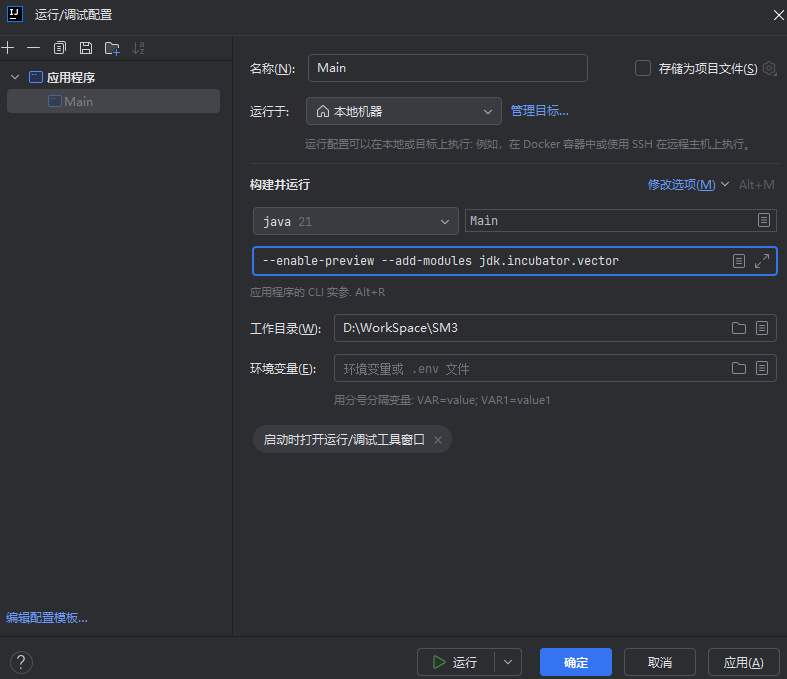 运行/调试配置
应用程序
Main
编辑配置模板...
名称(N):
Main
存储为项目文件(S)
运行于:
本地机器
管理目标...
运行配置可以在本地或目标上执行: 例如，在 Docker 容器中或使用 SSH 在远程主机上执行。
构建并运行
修改选项(M) Alt+M
java 21
Main
--enable-preview --add-modules jdk.incubator.vector
应用程序的 CLI 实参. Alt+R
工作目录(W):
D:\WorkSpace\SM3
环境变量(E):
环境变量或 .env 文件
用分号分隔变量: VAR=value; VAR1=value1
启动时打开运行/调试工具窗口 ×
?
运行
确定
取消
应用(A)